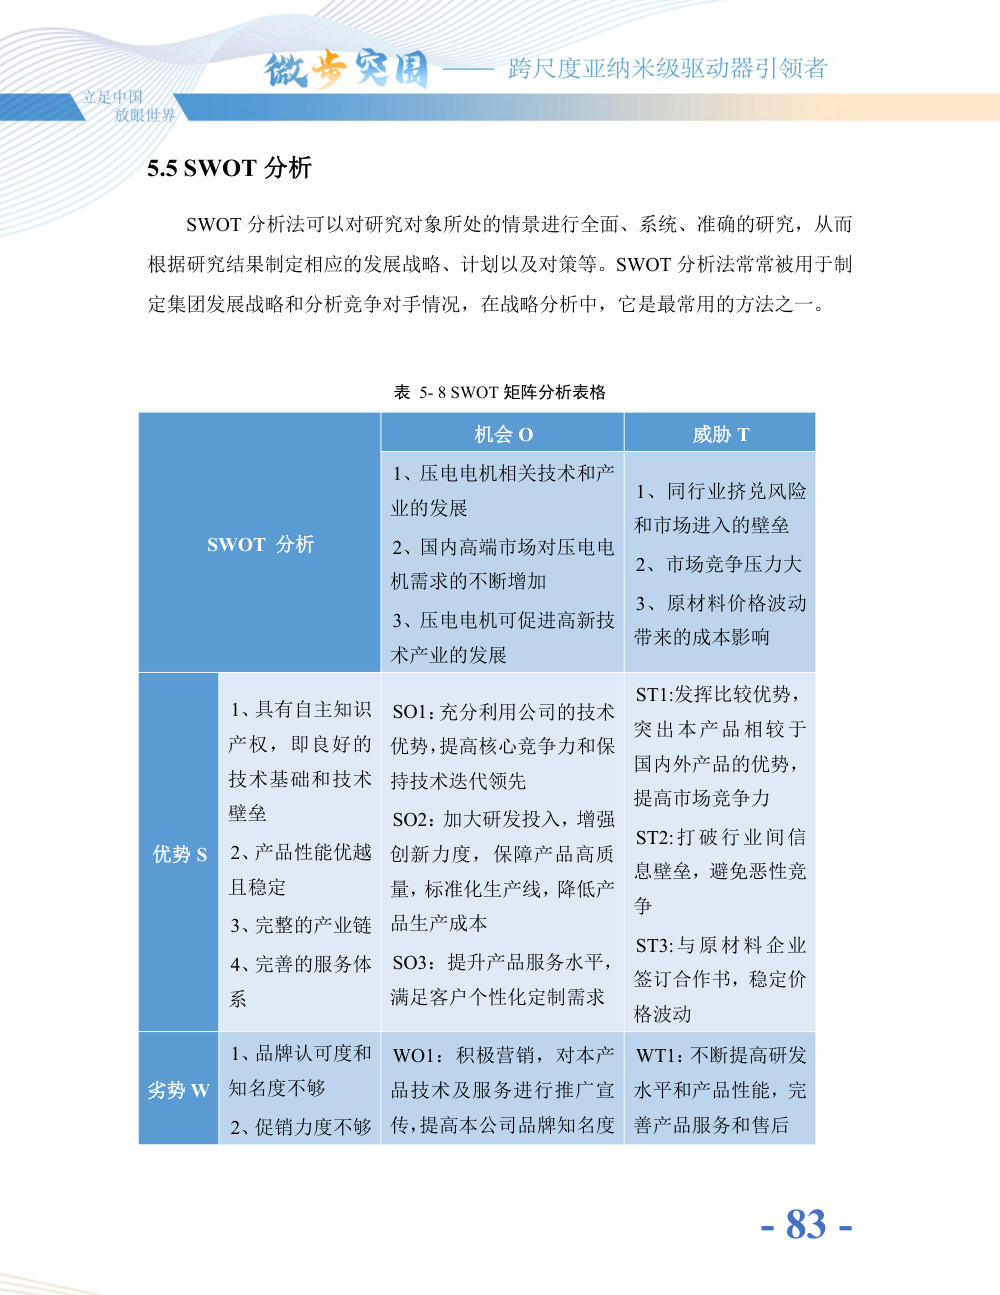 微步突围 —— 跨尺度亚纳米级驱动器引领者
立足中国
放眼世界
5.5 SWOT 分析
SWOT 分析法可以对研究对象所处的情景进行全面、系统、准确的研究，从而
根据研究结果制定相应的发展战略、计划以及对策等。SWOT 分析法常常被用于制
定集团发展战略和分析竞争对手情况，在战略分析中，它是最常用的方法之一。
表 5- 8 SWOT 矩阵分析表格
SWOT 分析
机会 O
威胁 T
1、压电电机相关技术和产
业的发展
2、国内高端市场对压电电
机需求的不断增加
3、压电电机可促进高新技
术产业的发展
1、同行业挤兑风险
和市场进入的壁垒
2、市场竞争压力大
3、原材料价格波动
带来的成本影响
优势 S
1、具有自主知识
产权，即良好的
技术基础和技术
壁垒
2、产品性能优越
且稳定
3、完整的产业链
4、完善的服务体
系
SO1：充分利用公司的技术
优势，提高核心竞争力和保
持技术迭代领先
SO2：加大研发投入，增强
创新力度，保障产品高质
量，标准化生产线，降低产
品生产成本
SO3：提升产品服务水平，
满足客户个性化定制需求
ST1:发挥比较优势，
突出本产品相较于
国内外产品的优势，
提高市场竞争力
ST2:打破行业间信
息壁垒，避免恶性竞
争
ST3:与原材料企业
签订合作书，稳定价
格波动
劣势 W
1、品牌认可度和
知名度不够
2、促销力度不够
WO1：积极营销，对本产
品技术及服务进行推广宣
传，提高本公司品牌知名度
WT1：不断提高研发
水平和产品性能，完
善产品服务和售后
- 83 -